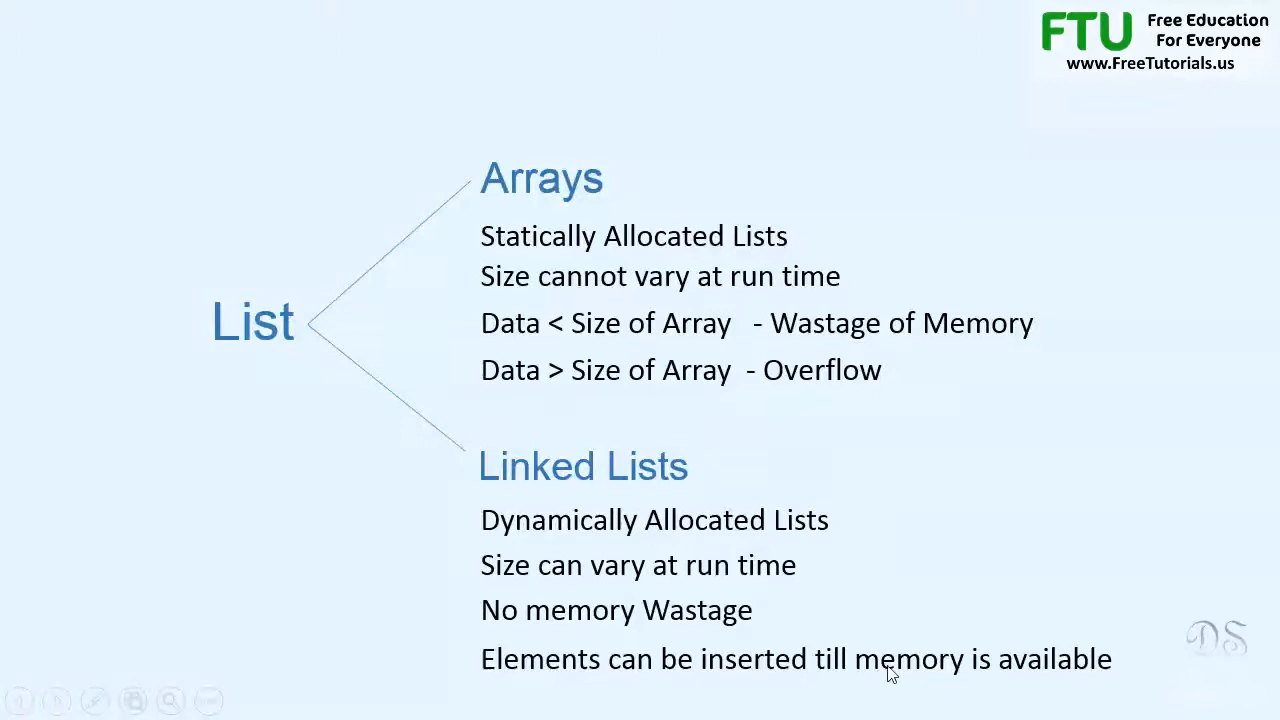 FTU Free Education
For Everyone
www.FreeTutorials.us
List
Arrays
Statically Allocated Lists
Size cannot vary at run time
Data < Size of Array - Wastage of Memory
Data > Size of Array - Overflow
Linked Lists
Dynamically Allocated Lists
Size can vary at run time
No memory Wastage
Elements can be inserted till memory is available
DS